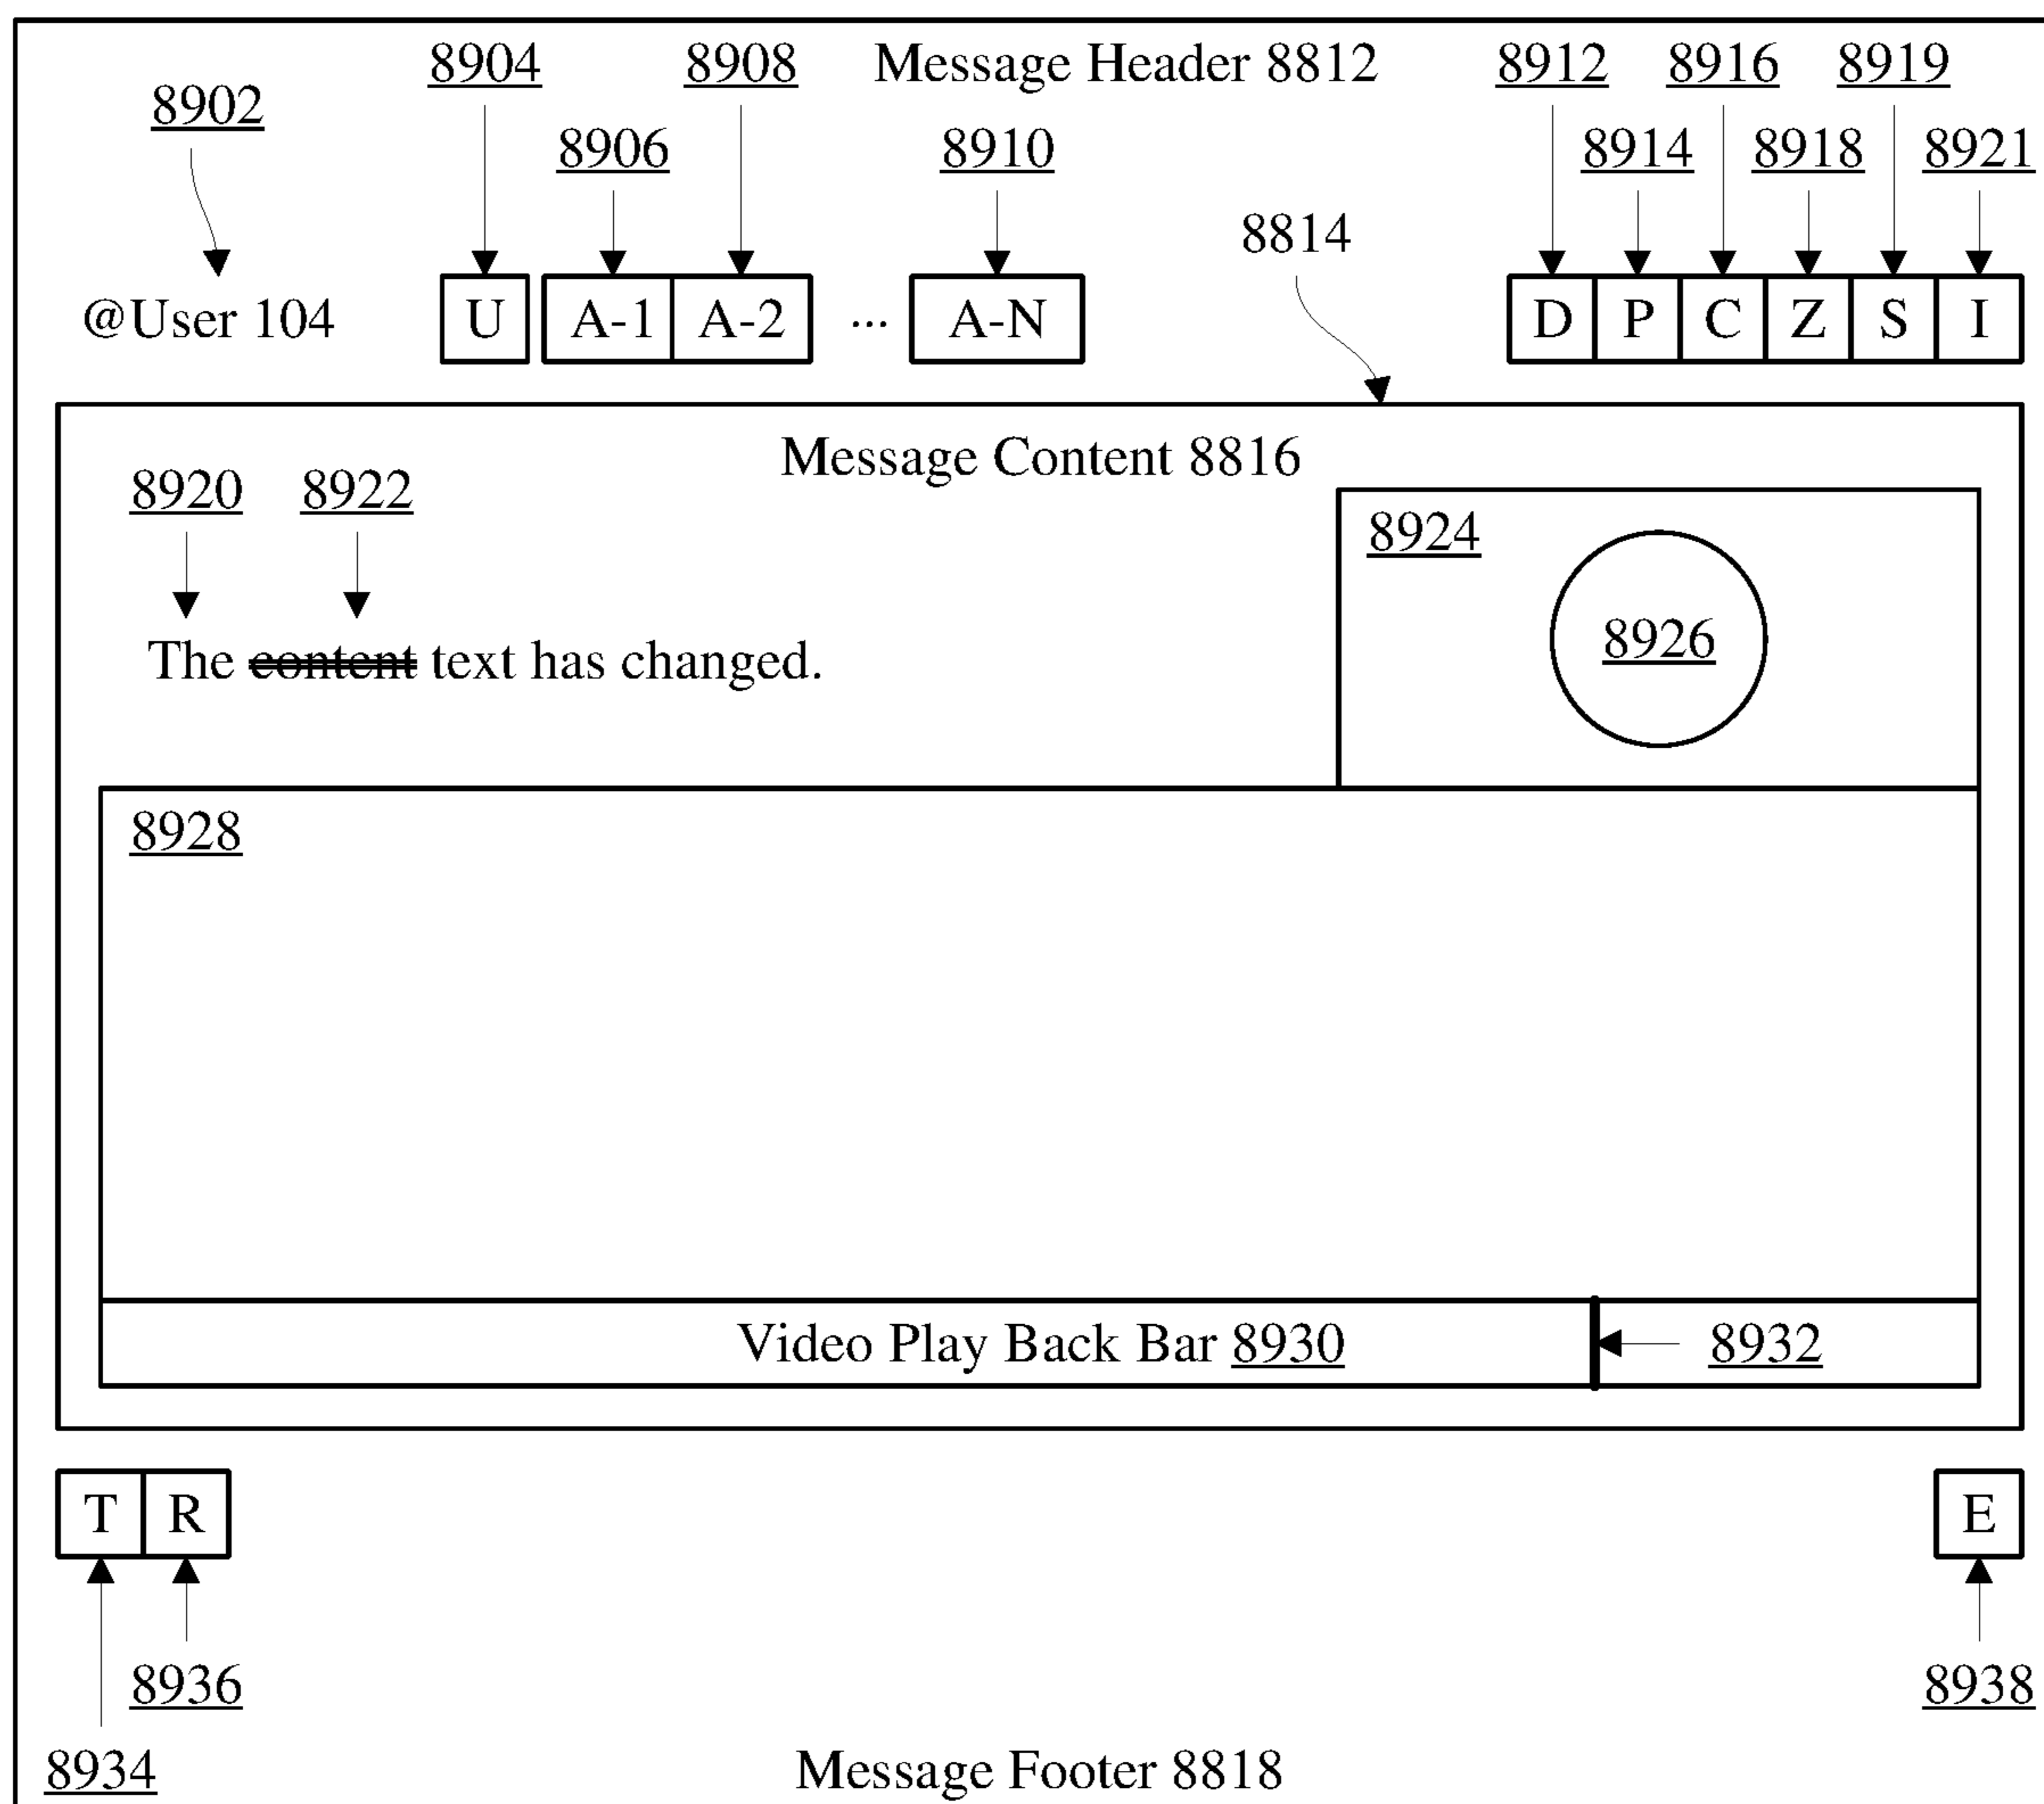 8904 8908 Message Header 8812 8912 8916 8919
8902 8906 8910 8914 8918 8921
8814
@User 104 U A-1 A-2 ... A-N D P C Z S I
Message Content 8816
8920 8922 8924
The content text has changed. 8926
8928
Video Play Back Bar 8930 8932
T R E
8936 8938
8934 Message Footer 8818